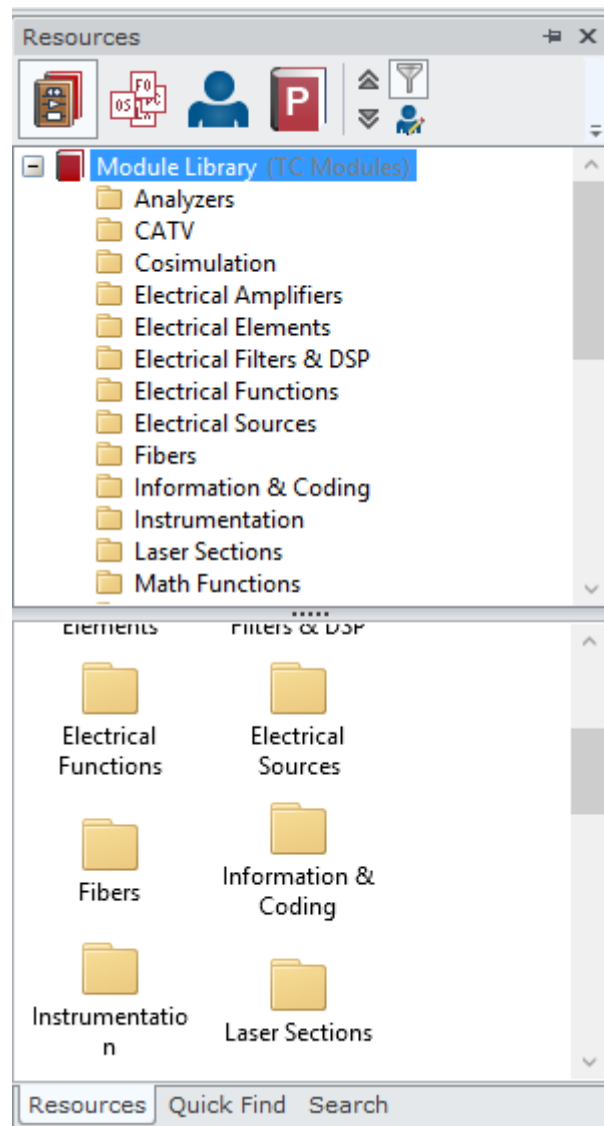 Resources
FO
OS
P
Module Library (TC Modules)
Analyzers
CATV
Cosimulation
Electrical Amplifiers
Electrical Elements
Electrical Filters & DSP
Electrical Functions
Electrical Sources
Fibers
Information & Coding
Instrumentation
Laser Sections
Math Functions
Elements Filters & DSP
Electrical
Functions
Electrical
Sources
Fibers
Information &
Coding
Instrumentatio
n
Laser Sections
Resources Quick Find Search